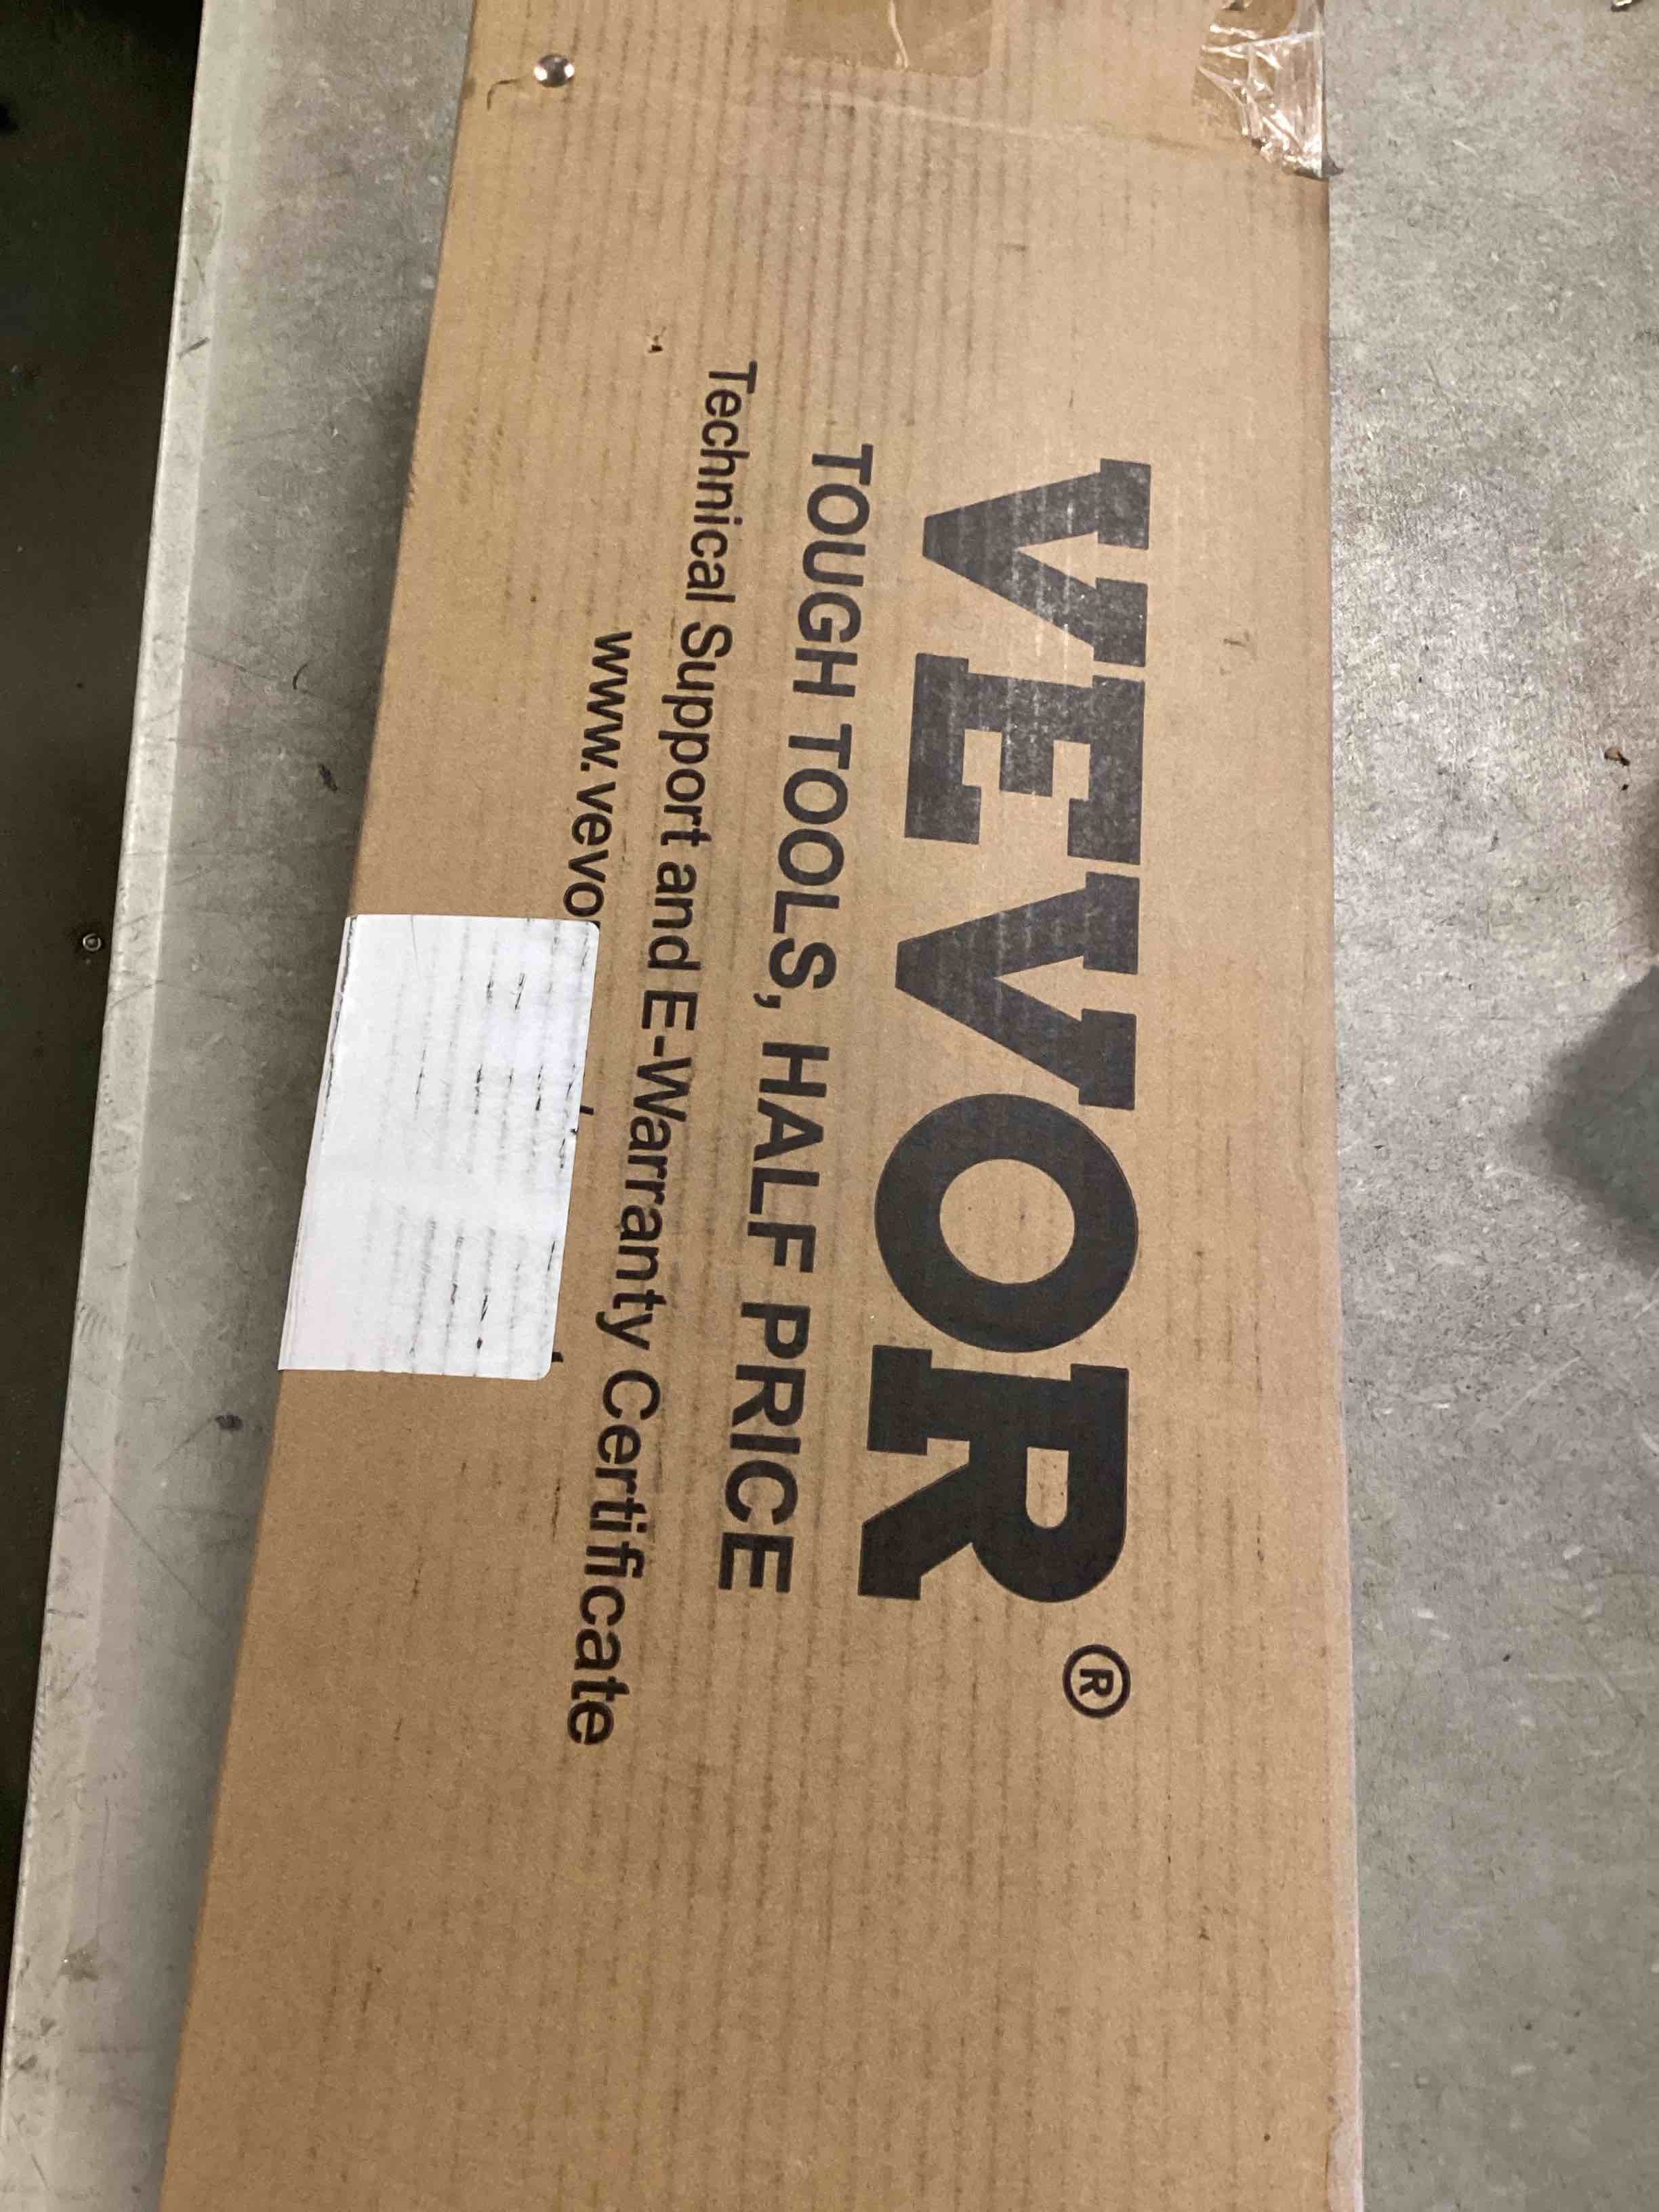 VEVOR®
TOUGH TOOLS, HALF PRICE
Technical Support and E-Warranty Certificate
www.vevo